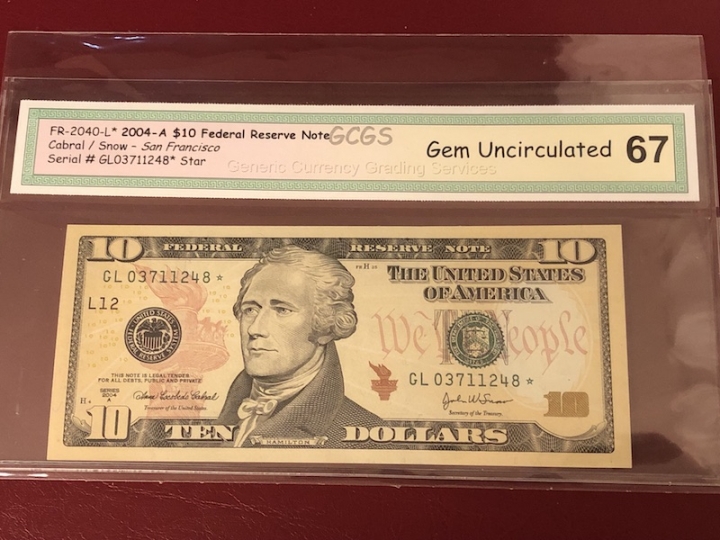 FR-2040-L* 2004-A $10 Federal Reserve Note GCGS
Cabral / Snow - San Francisco
Serial # GL03711248* Star
Generic Currency Grading Services
Gem Uncirculated 67
10 FEDERAL RESERVE NOTE 10
GL 03711248 *
L12
THE UNITED STATES
OF AMERICA
We The People
THIS NOTE IS LEGAL TENDER
FOR ALL DEBTS, PUBLIC AND PRIVATE
SERIES
2004
A
Treasurer of the United States.
GL 03711248 *
John W Snow
Secretary of the Treasury.
10
10 TEN HAMILTON DOLLARS